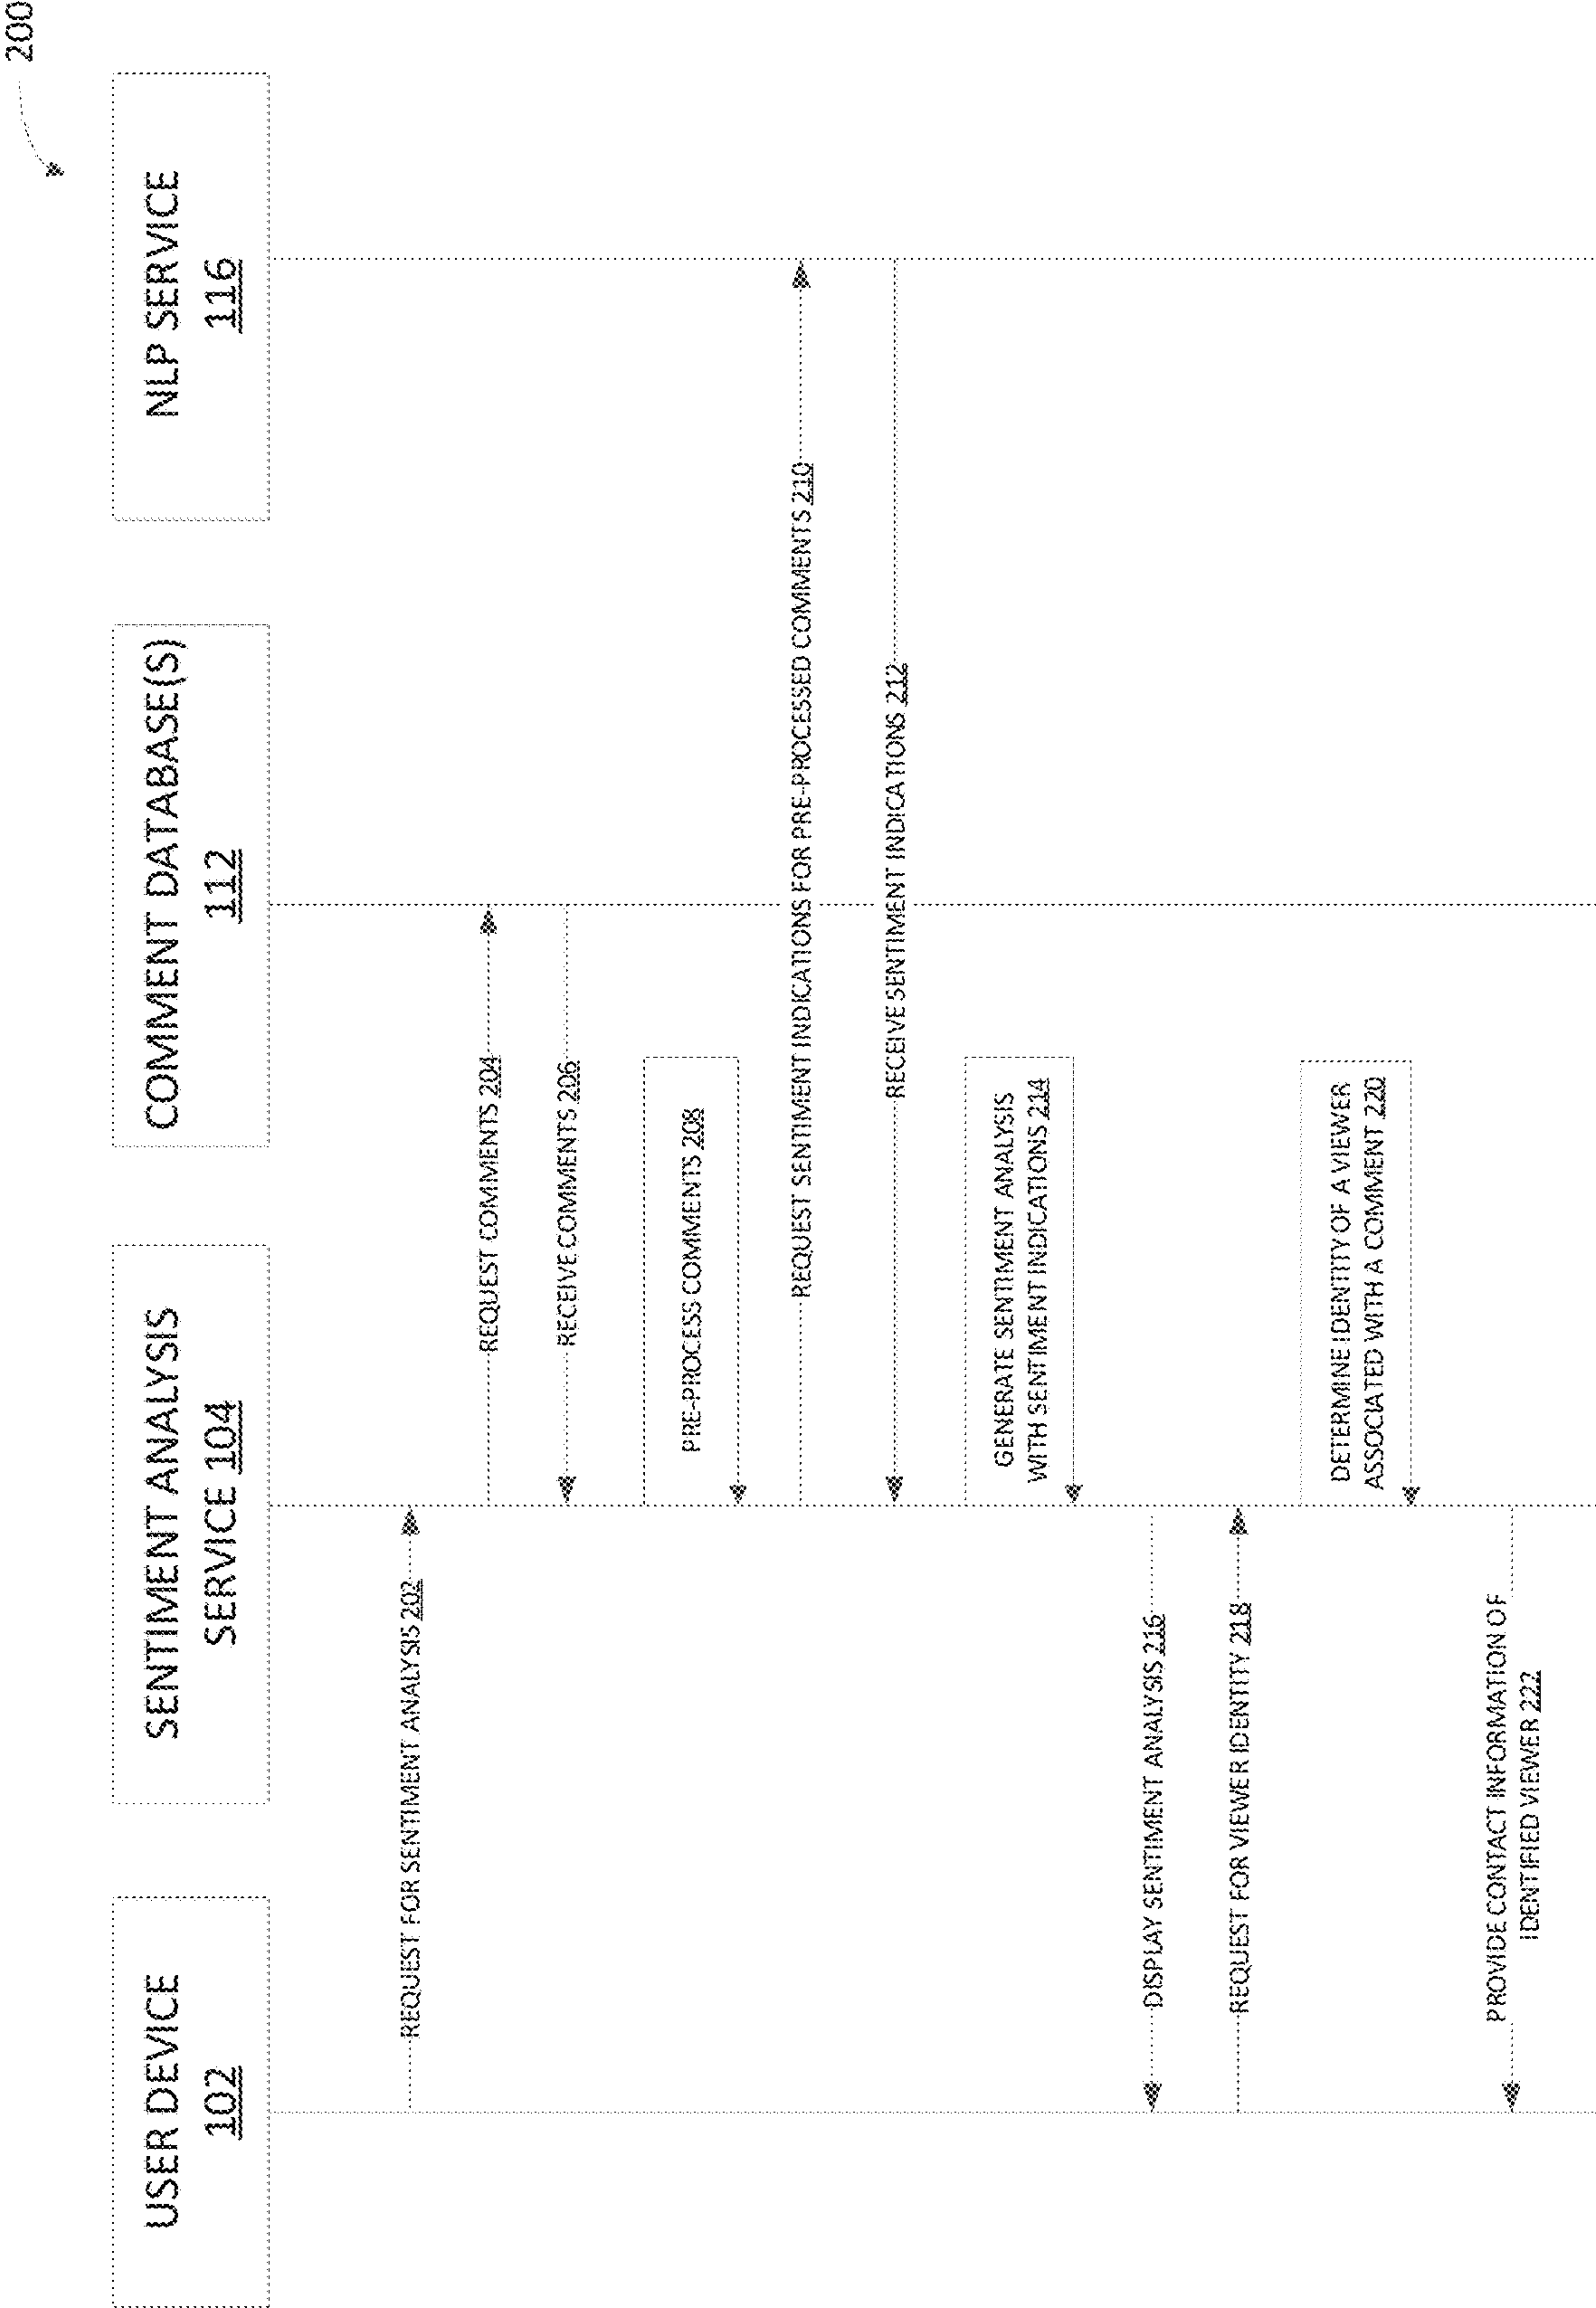 200
USER DEVICE
102
SENTIMENT ANALYSIS
SERVICE 104
COMMENT DATABASE(S)
112
NLP SERVICE
116
REQUEST FOR SENTIMENT ANALYSIS 202
REQUEST COMMENTS 204
RECEIVE COMMENTS 206
PRE-PROCESS COMMENTS 208
REQUEST SENTIMENT INDICATIONS FOR PRE-PROCESSED COMMENTS 210
RECEIVE SENTIMENT INDICATIONS 212
GENERATE SENTIMENT ANALYSIS
WITH SENTIMENT INDICATIONS 214
DISPLAY SENTIMENT ANALYSIS 216
REQUEST FOR VIEWER IDENTITY 218
DETERMINE IDENTITY OF A VIEWER
ASSOCIATED WITH A COMMENT 220
PROVIDE CONTACT INFORMATION OF
IDENTIFIED VIEWER 222